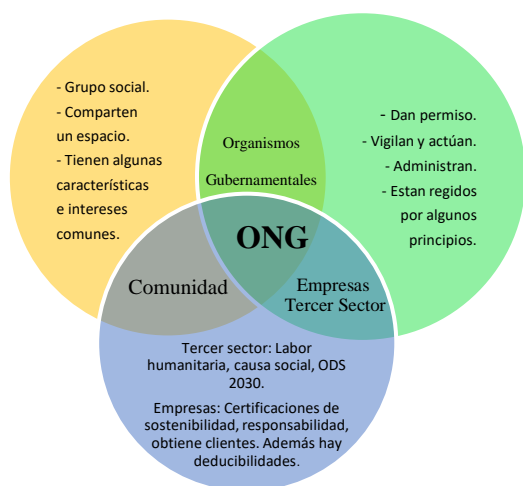 - Grupo social.
- Comparten
un espacio.
- Tienen algunas
características
e intereses
comunes.
Organismos
Gubernamentales
- Dan permiso.
- Vigilan y actúan.
- Administran.
- Estan regidos
por algunos
principios.
ONG
Comunidad
Empresas
Tercer Sector
Tercer sector: Labor
humanitaria, causa social, ODS
2030.
Empresas: Certificaciones de
sostenibilidad, responsabilidad,
obtiene clientes. Además hay
deducibilidades.